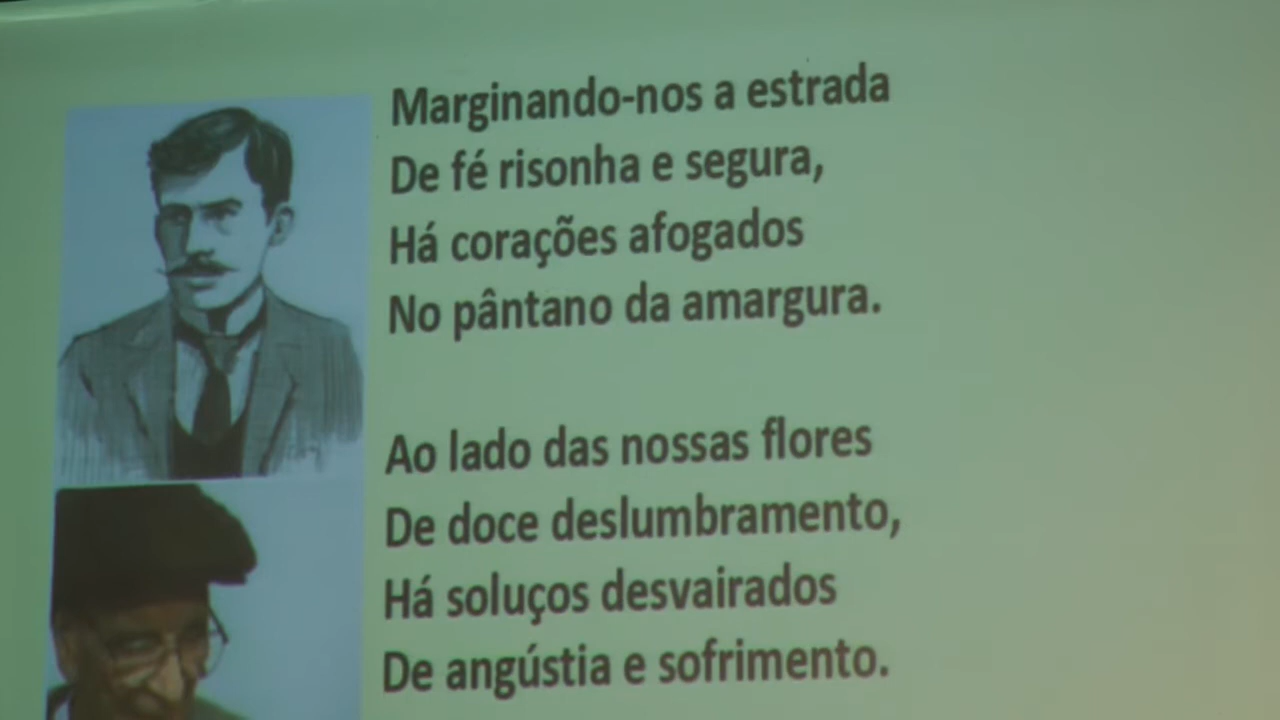 Marginando-nos a estrada
De fé risonha e segura,
Há corações afogados
No pântano da amargura.
Ao lado das nossas flores
De doce deslumbramento,
Há soluços desvairados
De angústia e sofrimento.